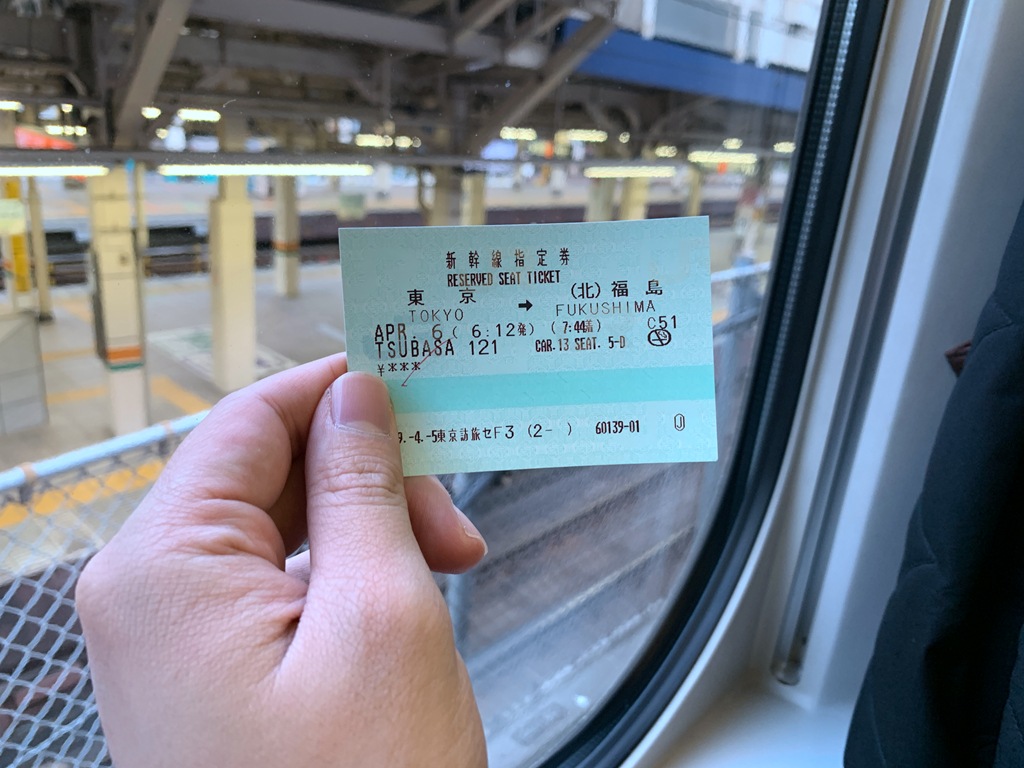 新幹線指定券
RESERVED SEAT TICKET
東 京 ➡ (北)福 島
TOKYO FUKUSHIMA
APR. 6 ( 6:12発) ( 7:44着) C51
TSUBASA 121 CAR.13 SEAT. 5-D
¥***
9.-4.-5東京訪旅セF3 (2- ) 60139-01